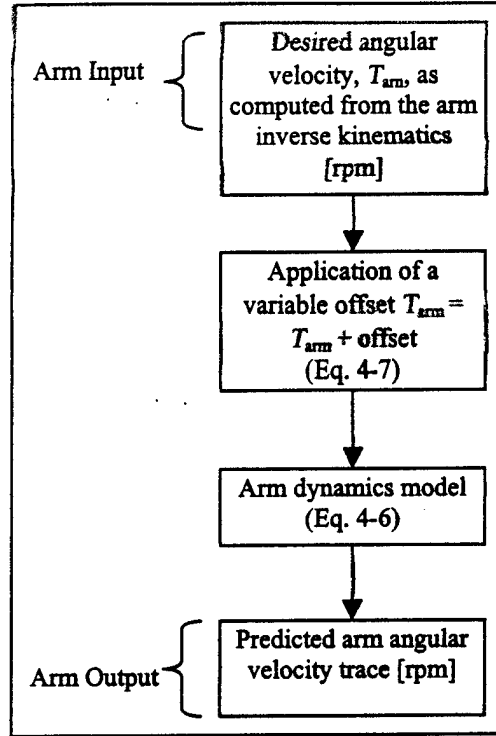 Arm Input
Desired angular
velocity, Tarm, as
computed from the arm
inverse kinematics
[rpm]
Application of a
variable offset Tarm =
Tarm + offset
(Eq. 4-7)
Arm dynamics model
(Eq. 4-6)
Arm Output
Predicted arm angular
velocity trace [rpm]